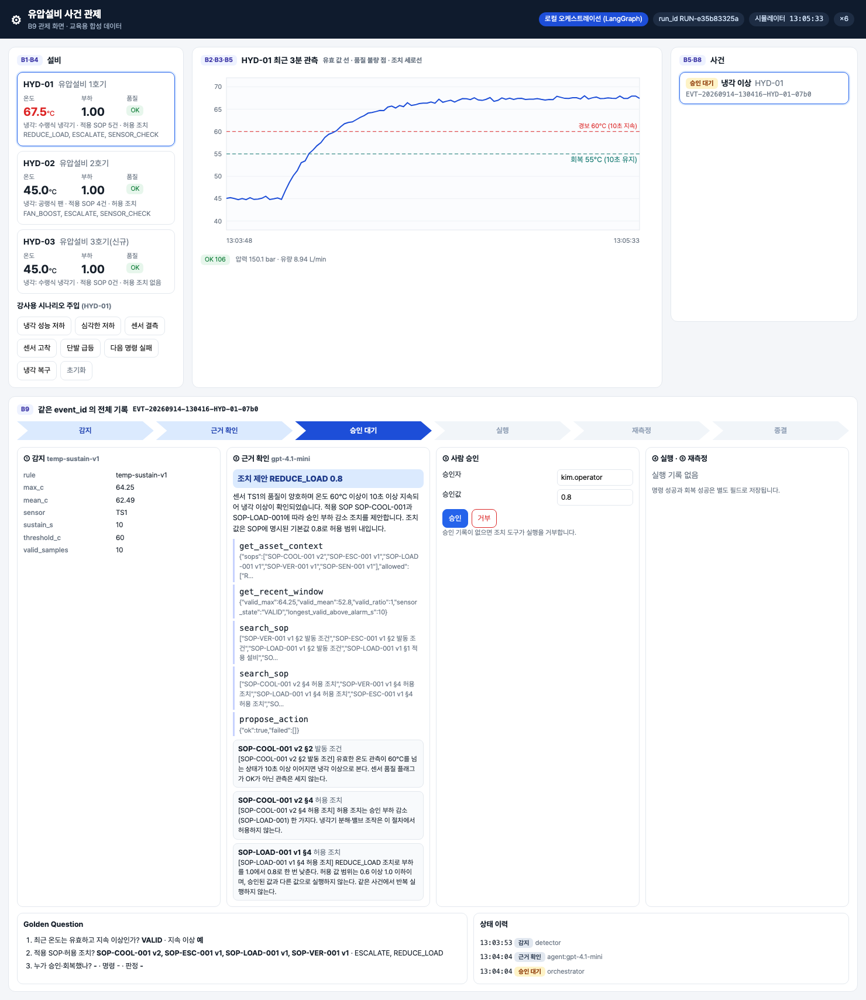 유압설비 사건 관제
B9 관제 화면 · 교육용 합성 데이터
로컬 오케스트레이션 (LangGraph)
run_id RUN-e35b83325a
시뮬레이터 13:05:33
×6
B1·B4 설비
HYD-01 유압설비 1호기
온도 부하 품질
67.5°C 1.00 OK
냉각: 수랭식 냉각기 · 적용 SOP 5건 · 허용 조치
REDUCE_LOAD, ESCALATE, SENSOR_CHECK
HYD-02 유압설비 2호기
온도 부하 품질
45.0°C 1.00 OK
냉각: 공랭식 팬 · 적용 SOP 4건 · 허용 조치
FAN_BOOST, ESCALATE, SENSOR_CHECK
HYD-03 유압설비 3호기(신규)
온도 부하 품질
45.0°C 1.00 OK
냉각: 수랭식 냉각기 · 적용 SOP 0건 · 허용 조치 없음
강사용 시나리오 주입 (HYD-01)
냉각 성능 저하 심각한 저하 센서 결측
센서 고착 단발 급등 다음 명령 실패
냉각 복구 초기화
B2·B3·B5 HYD-01 최근 3분 관측 유효 값 선 · 품질 불량 점 · 조치 세로선
70
65
60
55
50
45
40
경보 60°C (10초 지속)
회복 55°C (10초 유지)
13:03:48 13:05:33
OK 106 압력 150.1 bar · 유량 8.94 L/min
B5·B8 사건
승인 대기 냉각 이상 HYD-01
EVT-20260914-130416-HYD-01-07b0
B9 같은 event_id 의 전체 기록 EVT-20260914-130416-HYD-01-07b0
감지 근거 확인 승인 대기 실행 재측정 종결
① 감지 temp-sustain-v1
rule temp-sustain-v1
max_c 64.25
mean_c 62.49
sensor TS1
sustain_s 10
threshold_c 60
valid_samples 10
② 근거 확인 gpt-4.1-mini
조치 제안 REDUCE_LOAD 0.8
센서 TS1의 품질이 양호하며 온도 60°C 이상이 10초 이상 지속되
어 냉각 이상이 확인되었습니다. 적용 SOP SOP-COOL-001과
SOP-LOAD-001에 따라 승인 부하 감소 조치를 제안합니다. 조치
값은 SOP에 명시된 기본값 0.8로 허용 범위 내입니다.
get_asset_context
{"sops":["SOP-COOL-001 v2","SOP-ESC-001 v1","SOP-LOAD
-001 v1","SOP-VER-001 v1","SOP-SEN-001 v1"],"allowed":
["R...
get_recent_window
{"valid_max":64.25,"valid_mean":52.8,"valid_ratio":1,"sensor
_state":"VALID","longest_valid_above_alarm_s":10}
search_sop
["SOP-VER-001 v1 §2 발동 조건","SOP-ESC-001 v1 §2 발동 조
건","SOP-LOAD-001 v1 §2 발동 조건","SOP-LOAD-001 v1 §1 적
용 설비","SO...
search_sop
["SOP-COOL-001 v2 §4 허용 조치","SOP-VER-001 v1 §4 허용
조치","SOP-LOAD-001 v1 §4 허용 조치","SOP-ESC-001 v1 §4
허용 조치","SO...
propose_action
{"ok":true,"failed":[]}
SOP-COOL-001 v2 §2 발동 조건
[SOP-COOL-001 v2 §2 발동 조건] 유효한 온도 관측이 60°C를 넘
는 상태가 10초 이상 이어지면 냉각 이상으로 본다. 센서 품질 플래그
가 OK가 아닌 관측은 세지 않는다.
SOP-COOL-001 v2 §4 허용 조치
[SOP-COOL-001 v2 §4 허용 조치] 허용 조치는 승인 부하 감소
(SOP-LOAD-001) 한 가지다. 냉각기 분해·밸브 조작은 이 절차에서
허용하지 않는다.
SOP-LOAD-001 v1 §4 허용 조치
[SOP-LOAD-001 v1 §4 허용 조치] REDUCE_LOAD 조치로 부하
를 1.0에서 0.8로 한 번 낮춘다. 허용 값 범위는 0.6 이상 1.0 이하이
며, 승인된 값과 다른 값으로 실행하지 않는다. 같은 사건에서 반복 실
행하지 않는다.
③ 사람 승인
승인자 kim.operator
승인값 0.8
승인 거부
승인 기록이 없으면 조치 도구가 실행을 거부합니다.
④ 실행 · ⑤ 재측정
실행 기록 없음
명령 성공과 회복 성공은 별도 필드로 저장됩니다.
Golden Question
1. 최근 온도는 유효하고 지속 이상인가? VALID · 지속 이상 예
2. 적용 SOP·허용 조치? SOP-COOL-001 v2, SOP-ESC-001 v1, SOP-LOAD-001 v1, SOP-VER-001 v1 · ESCALATE, REDUCE_LOAD
3. 누가 승인·회복했나? - · 명령 - · 판정 -
상태 이력
13:03:53 감지 detector
13:04:04 근거 확인 agent:gpt-4.1-mini
13:04:04 승인 대기 orchestrator